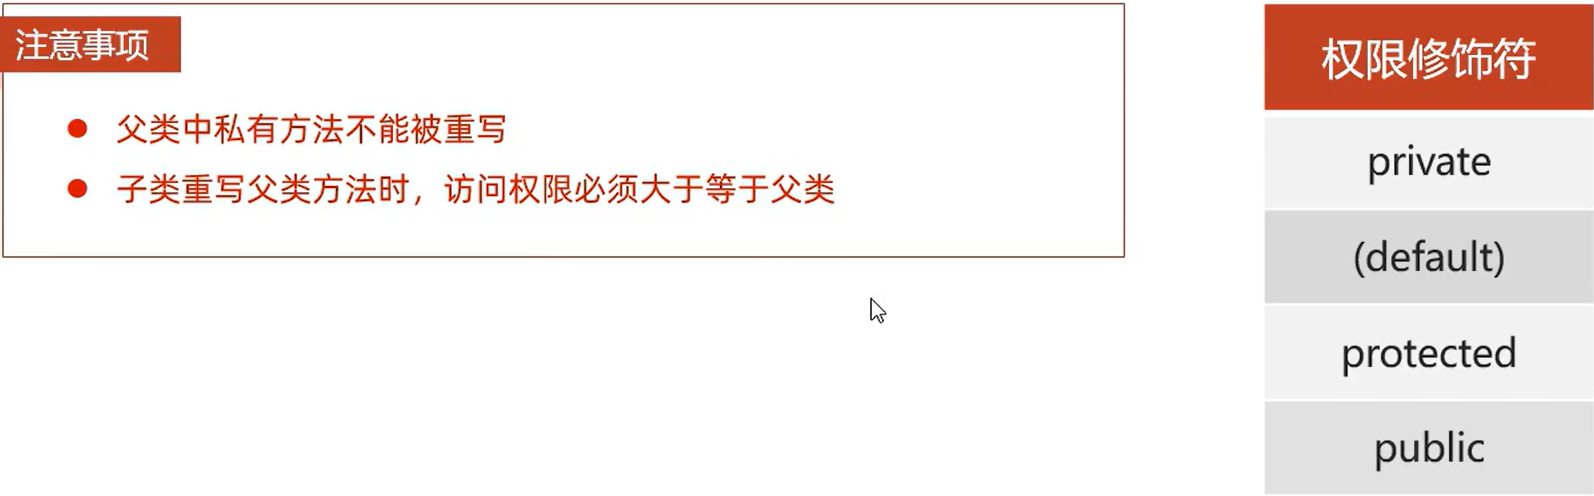 注意事项
父类中私有方法不能被重写
子类重写父类方法时，访问权限必须大于等于父类
权限修饰符
private
(default)
protected
public